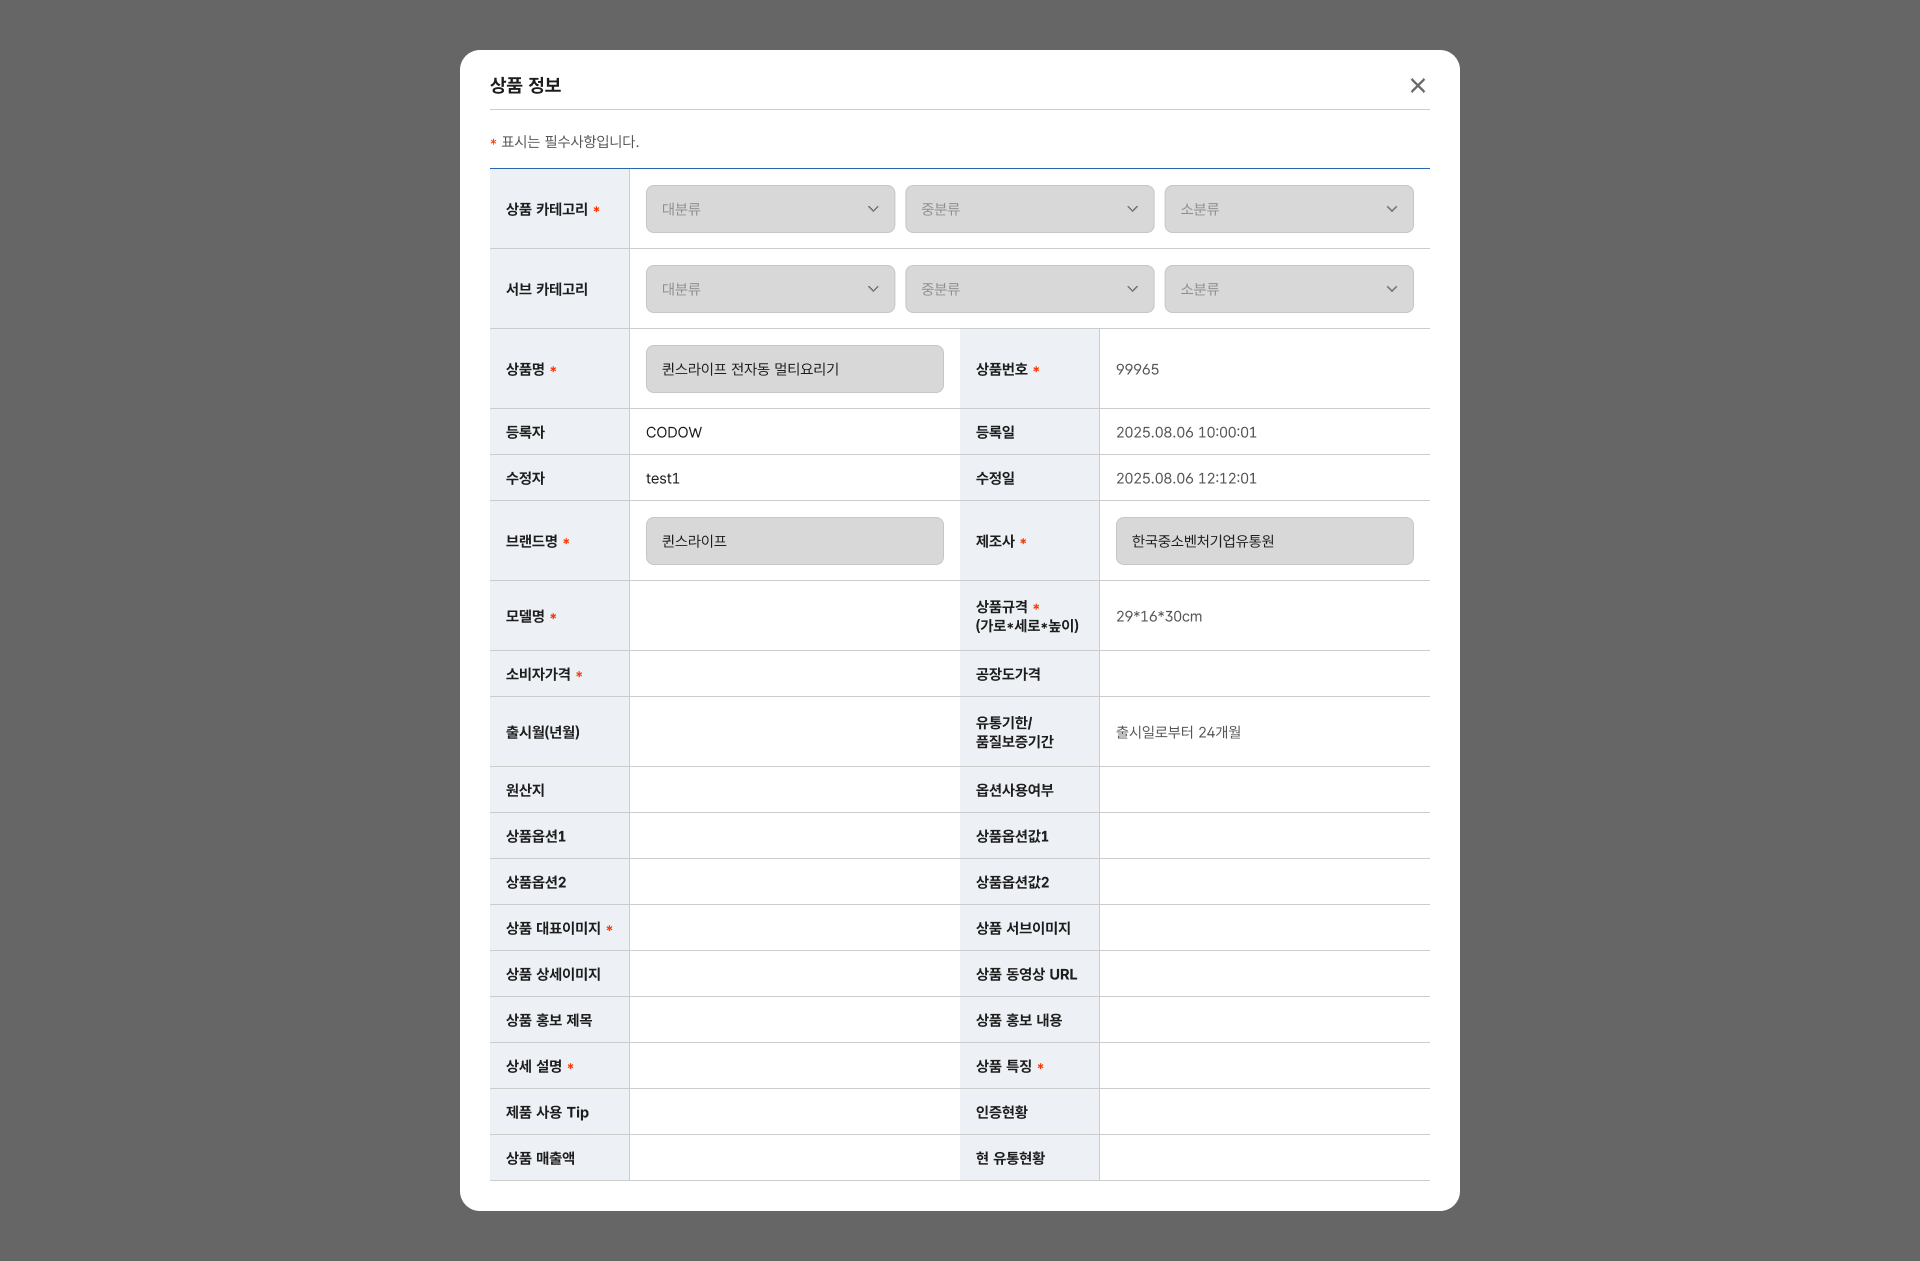 상품 정보
* 표시는 필수사항입니다.
상품 카테고리 * 대분류 중분류 소분류
서브 카테고리 대분류 중분류 소분류
상품명 * 퀸스라이프 전자동 멀티요리기 상품번호 * 99965
등록자 CODOW 등록일 2025.08.06 10:00:01
수정자 test1 수정일 2025.08.06 12:12:01
브랜드명 * 퀸스라이프 제조사 * 한국중소벤처기업유통원
모델명 * 상품규격 *
(가로*세로*높이) 29*16*30cm
소비자가격 * 공장도가격
출시월(년월) 유통기한/
품질보증기간 출시일로부터 24개월
원산지 옵션사용여부
상품옵션1 상품옵션값1
상품옵션2 상품옵션값2
상품 대표이미지 * 상품 서브이미지
상품 상세이미지 상품 동영상 URL
상품 홍보 제목 상품 홍보 내용
상세 설명 * 상품 특징 *
제품 사용 Tip 인증현황
상품 매출액 현 유통현황